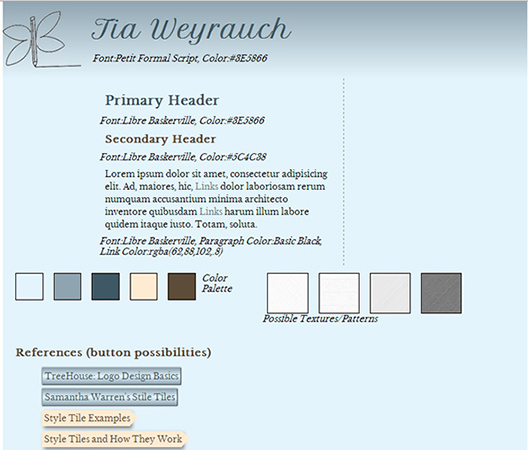 Tia Weyrauch
Font:Petit Formal Script, Color:#3E5866
Primary Header
Font:Libre Baskerville, Color:#3E5866
Secondary Header
Font:Libre Baskerville, Color:#5C4C38
Lorem ipsum dolor sit amet, consectetur adipisicing
elit. Ad, maiores, hic, Links dolor laboriosam rerum
numquam accusantium minima architecto
inventore quibusdam Links harum illum labore
quidem itaque iusto. Totam, soluta.
Font:Libre Baskerville, Paragraph Color:Basic Black,
Link Color:rgba(62,88,102,.8)
Color
Palette
Possible Textures/Patterns
References (button possibilities)
TreeHouse: Logo Design Basics
Samantha Warren's Stile Tiles
Style Tile Examples
Style Tiles and How They Work